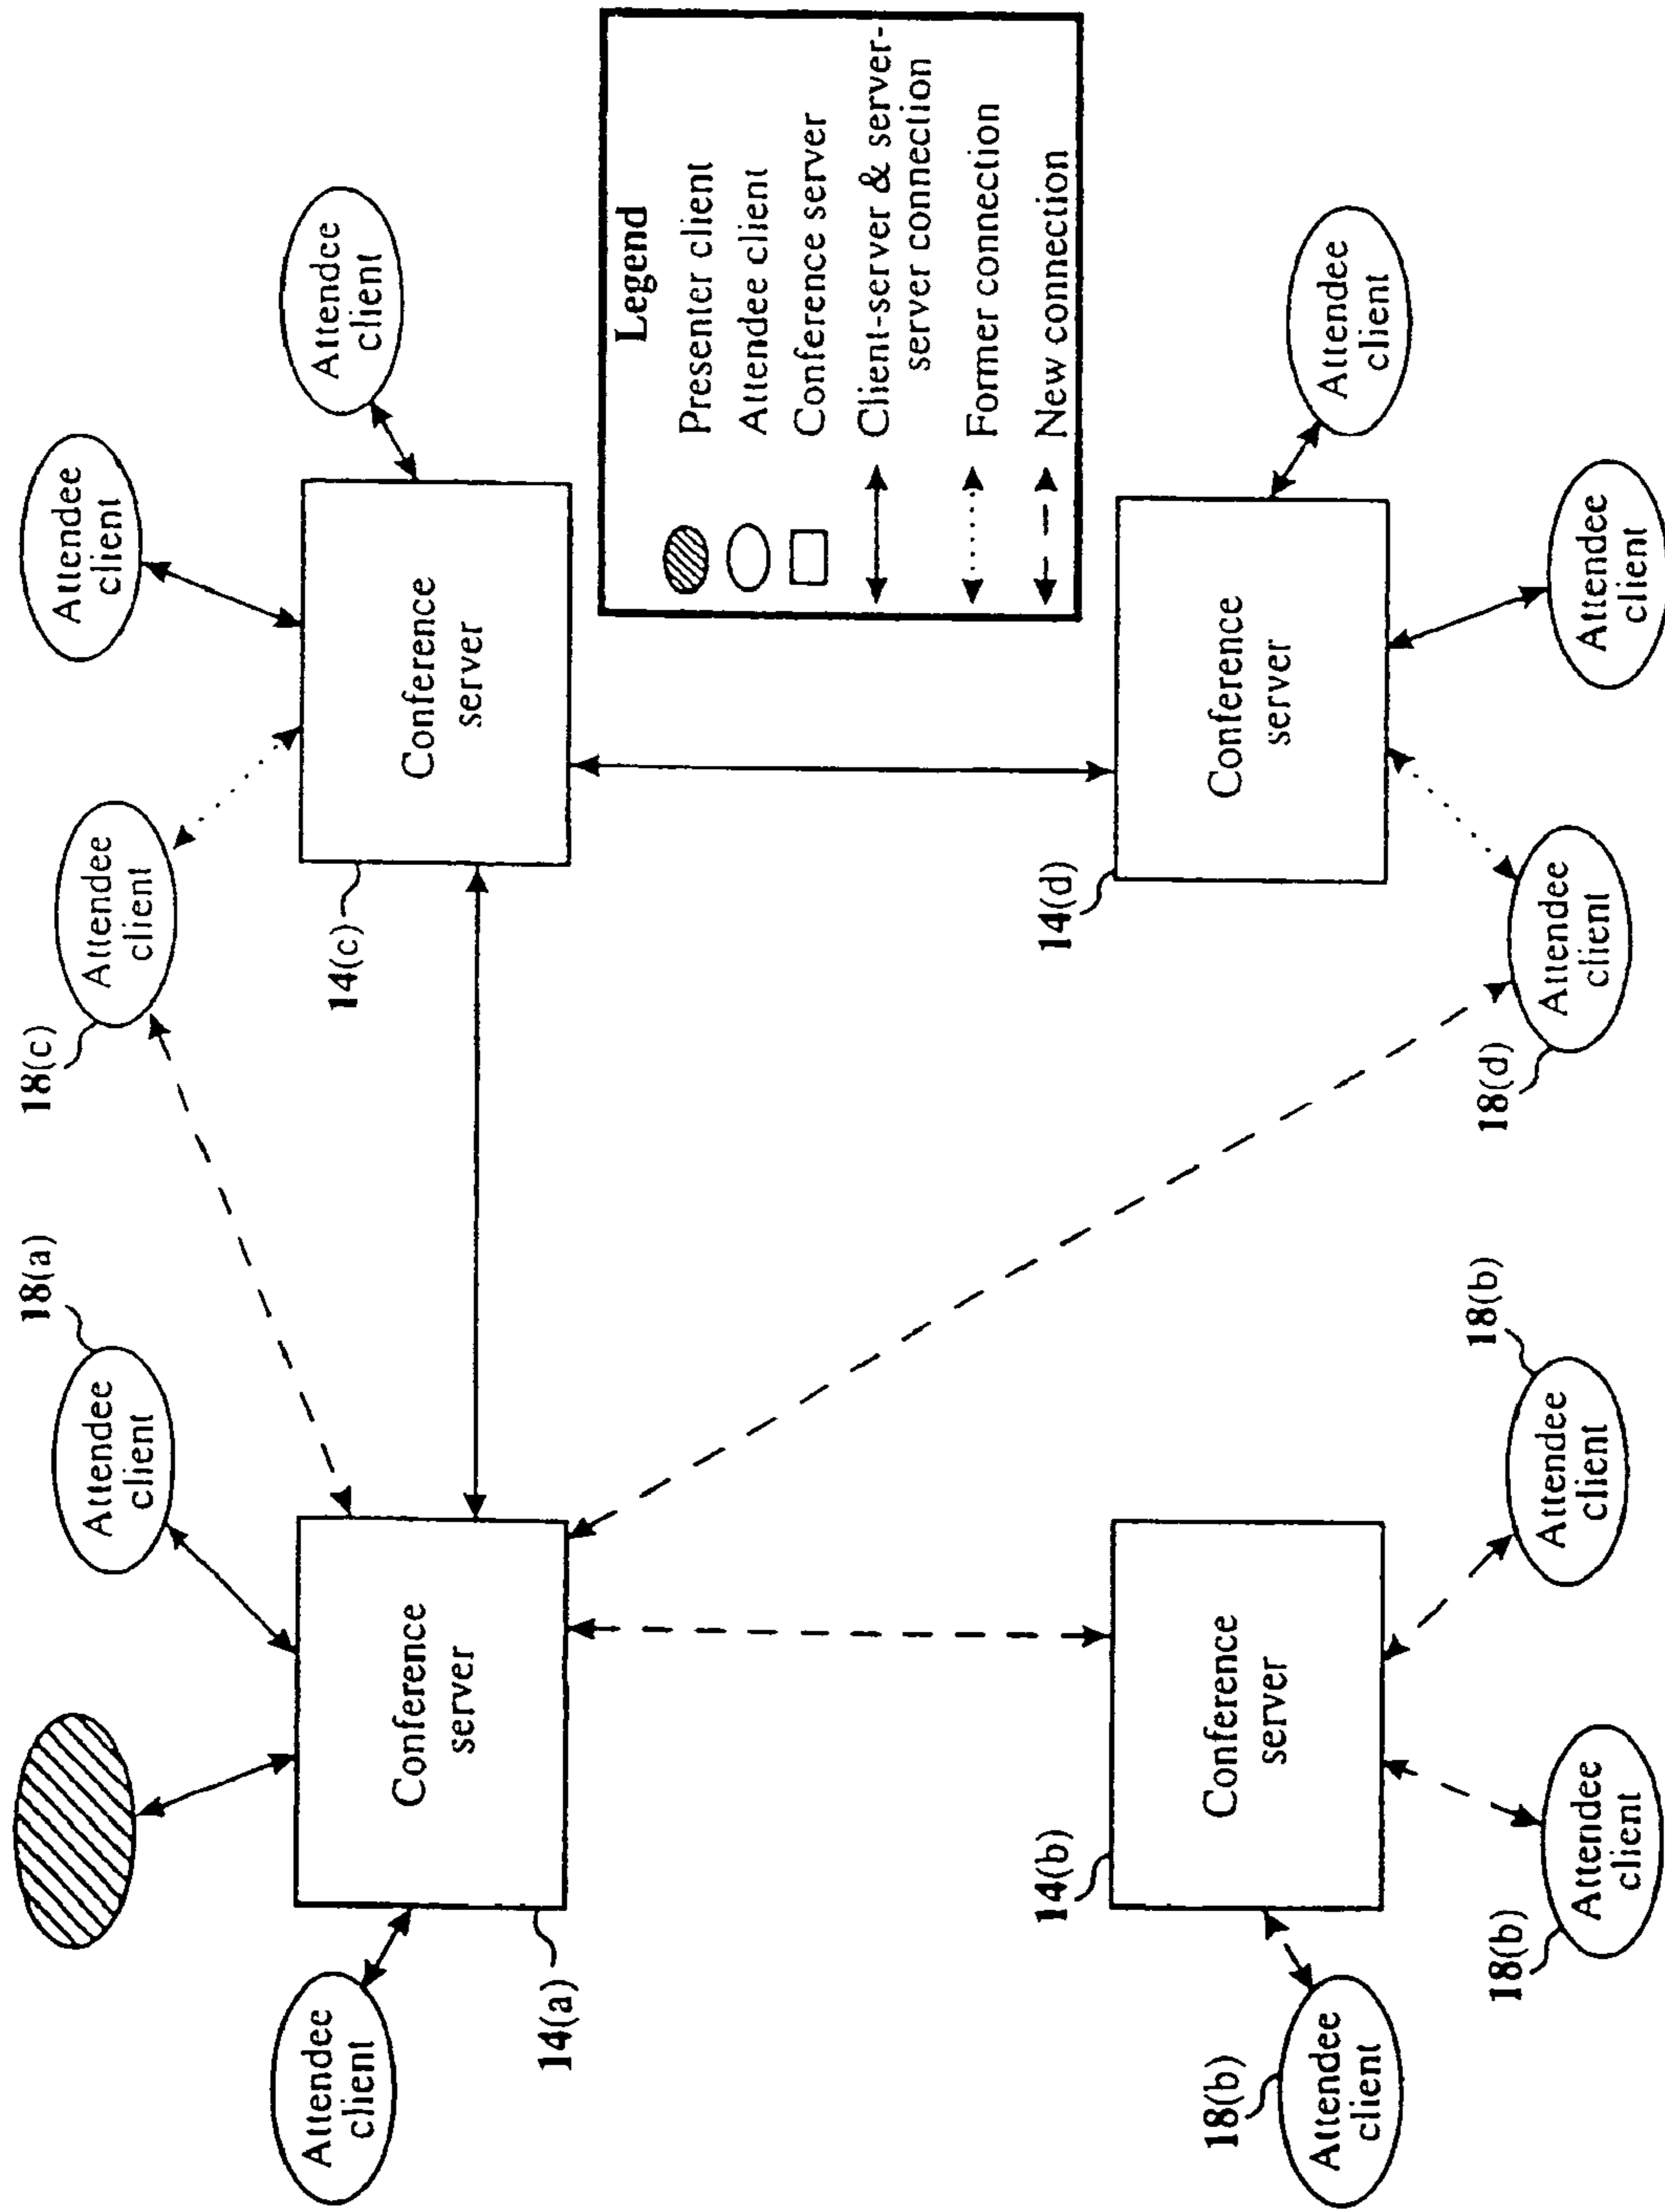 18(a)
18(c)
Attendee
client
Attendee
client
Attendee
client
Attendee
client
Attendee
client
Conference
server
Conference
server
14(c)
14(a)
Legend
Presenter client
Attendee client
Conference server
Client-server & server-
server connection
Former connection
New connection
14(b)
14(d)
Conference
server
Conference
server
18(b)
Attendee
client
Attendee
client
18(b)
18(b)
18(d)
Attendee
client
Attendee
client
Attendee
client
Attendee
client